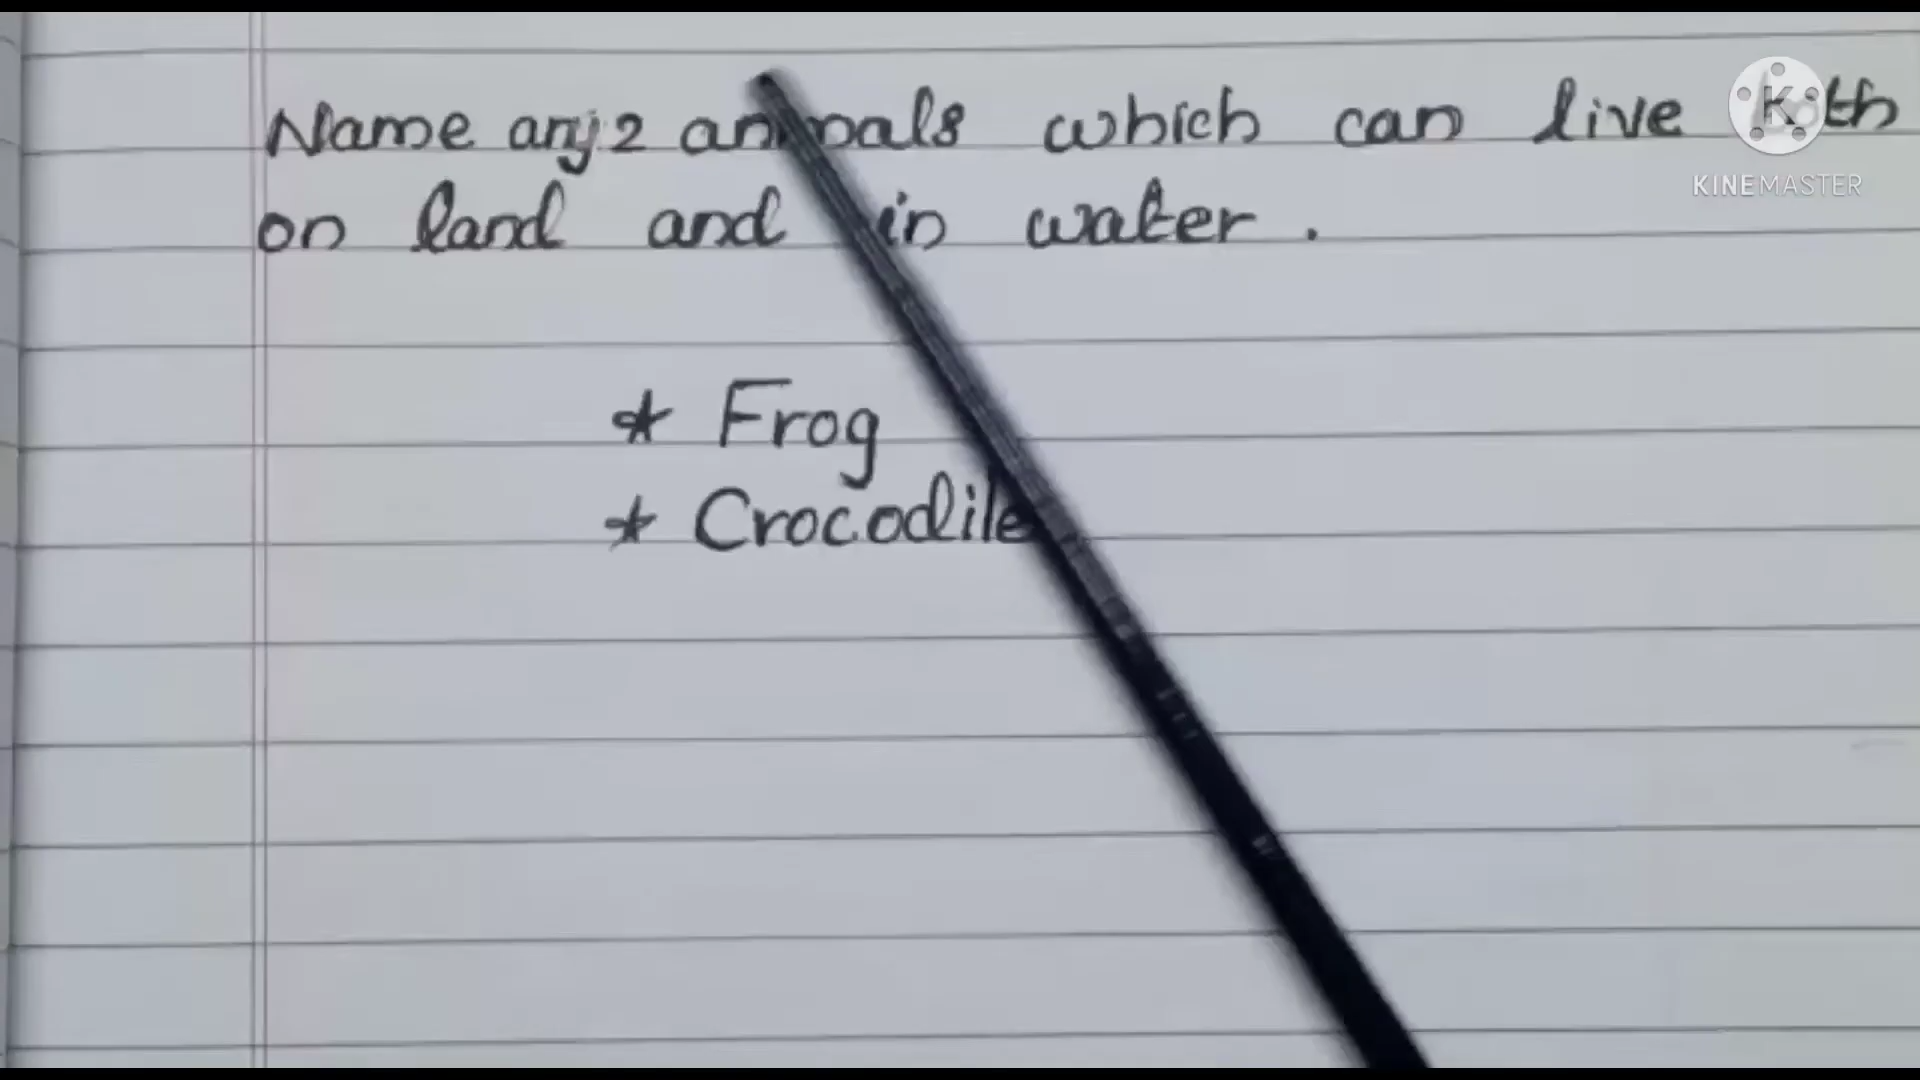 Name any 2 animals which can live both
on land and in water.
* Frog
* Crocodile
KINEMASTER